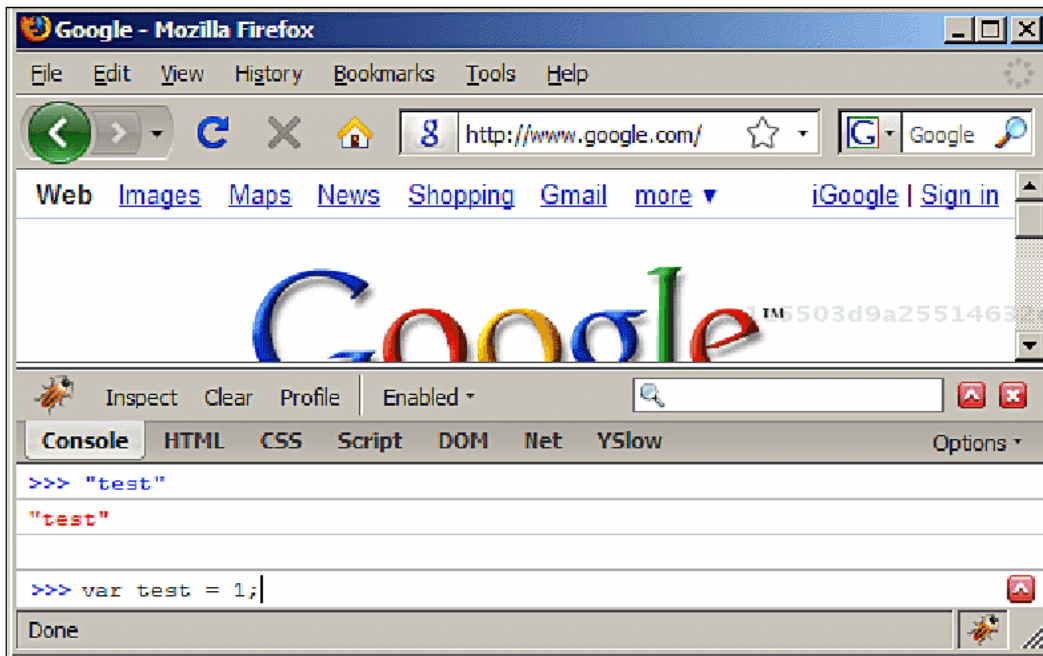 Google - Mozilla Firefox
File Edit View History Bookmarks Tools Help
8 http://www.google.com/ G Google
Web Images Maps News Shopping Gmail more ▼ iGoogle | Sign in
Google™
Inspect Clear Profile Enabled
Console HTML CSS Script DOM Net YSlow Options
>>> "test"
"test"
>>> var test = 1;
Done